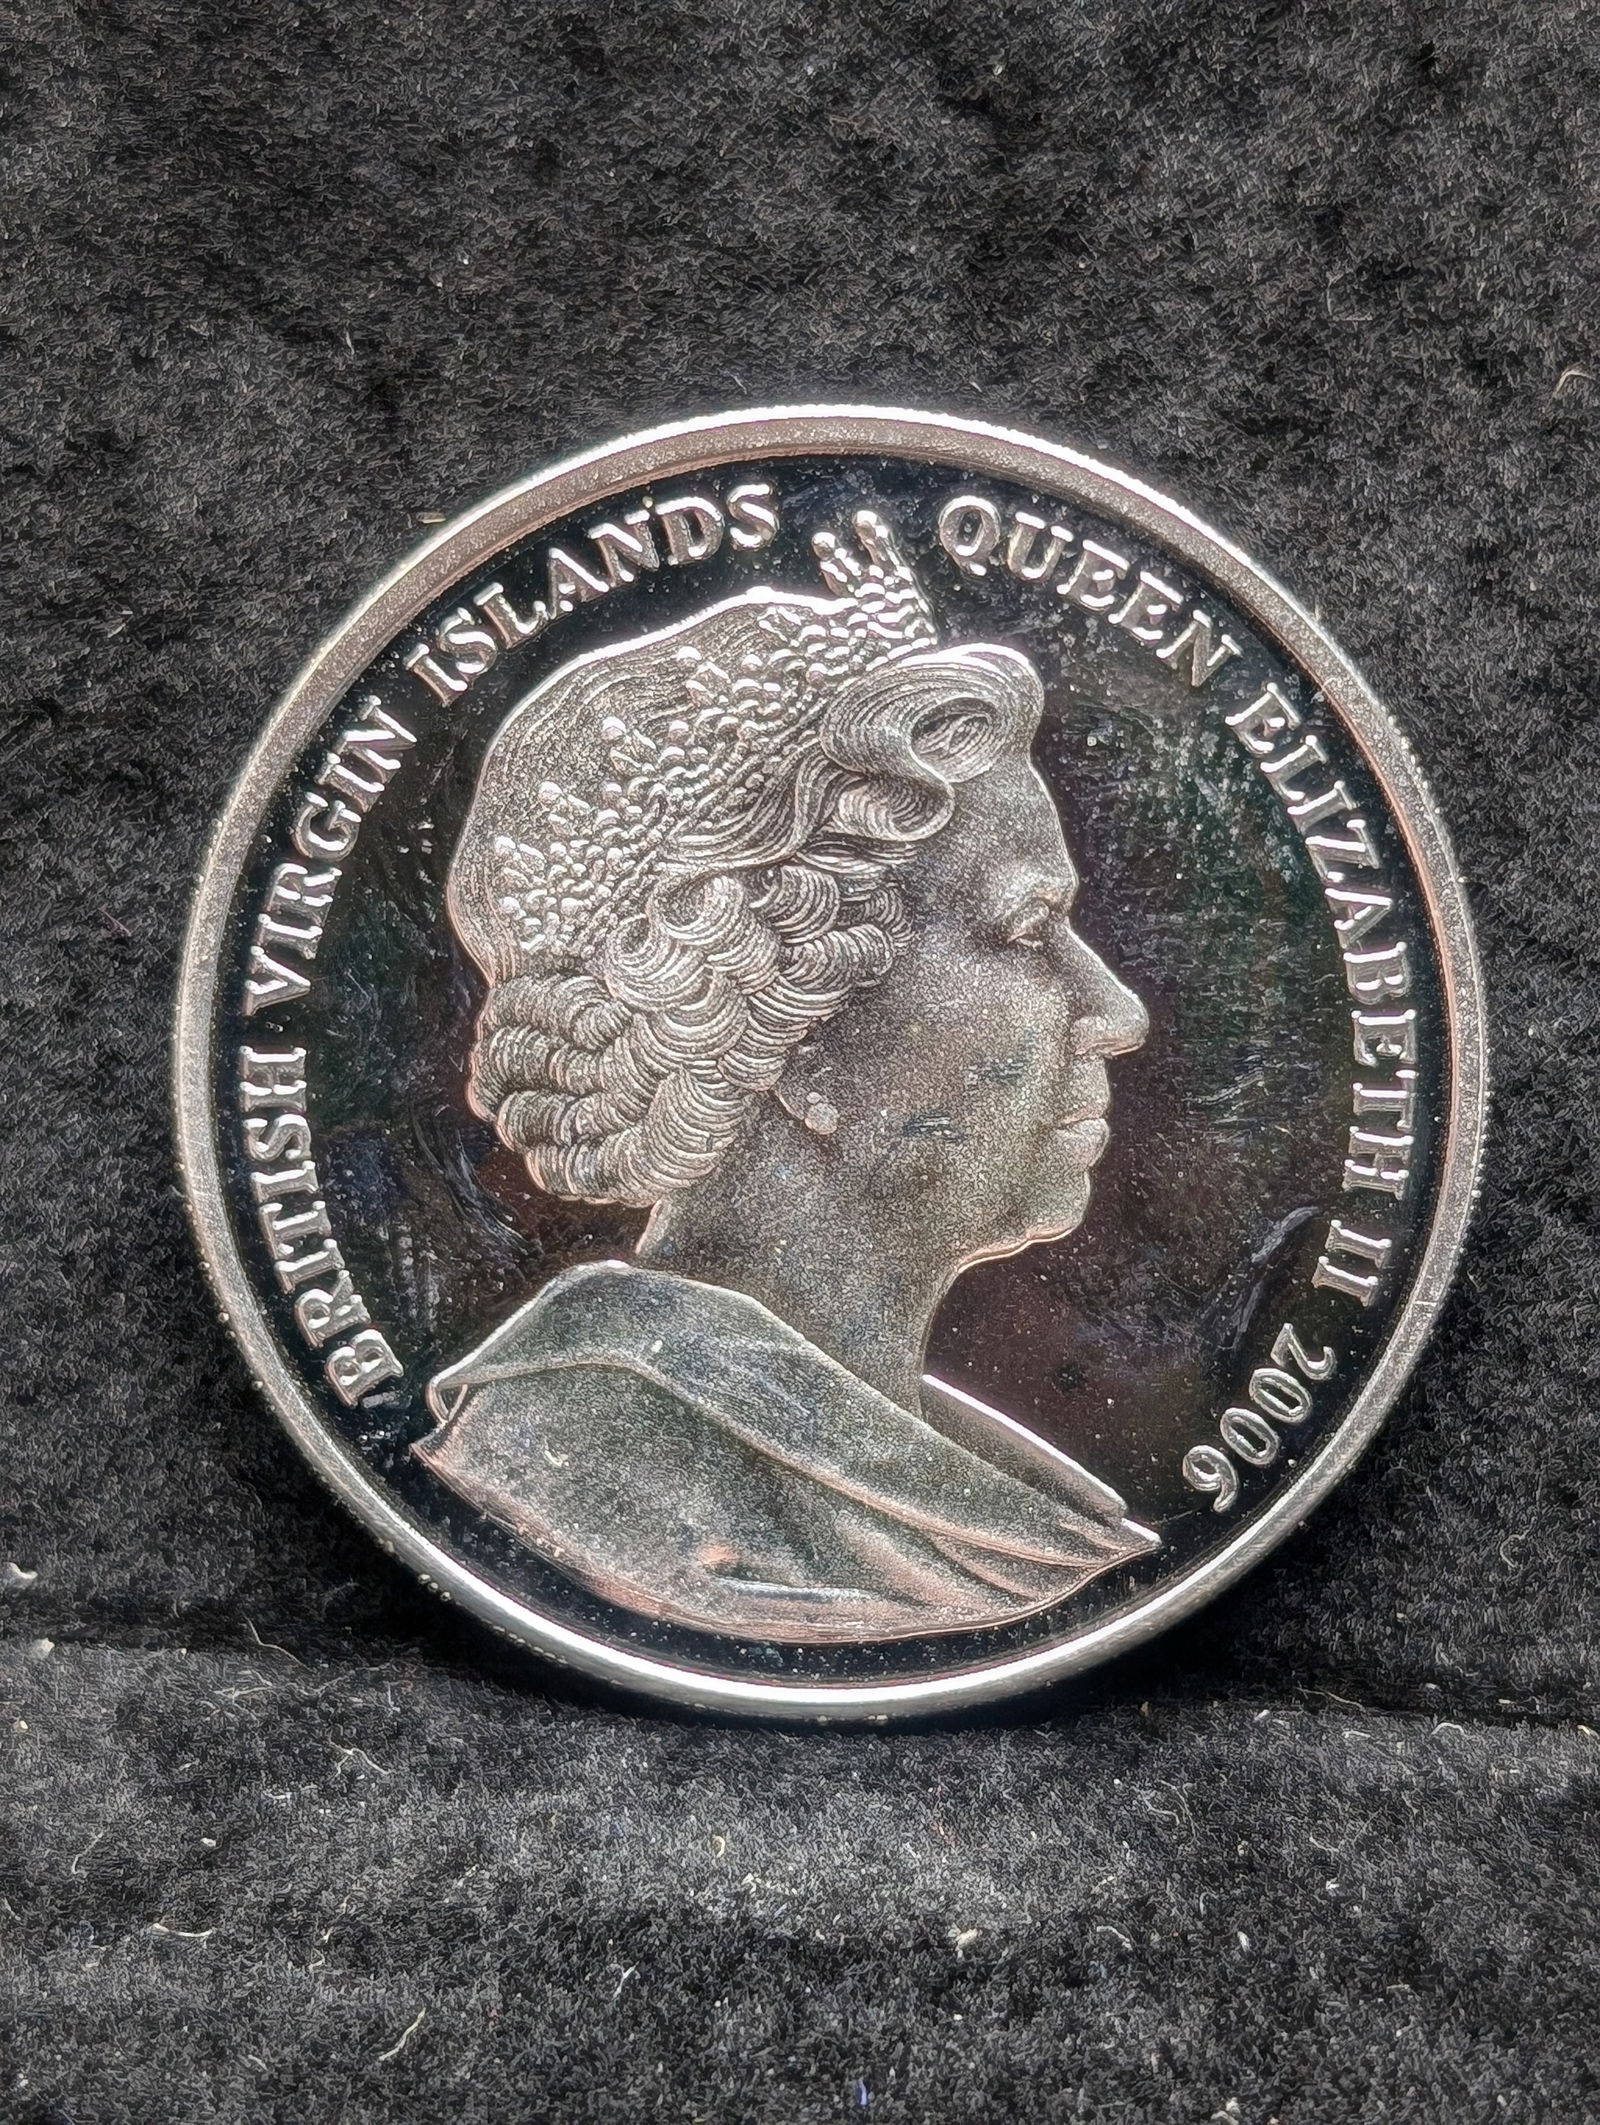 BRITISH VIRGIN ISLANDS QUEEN ELIZABETH II 2006